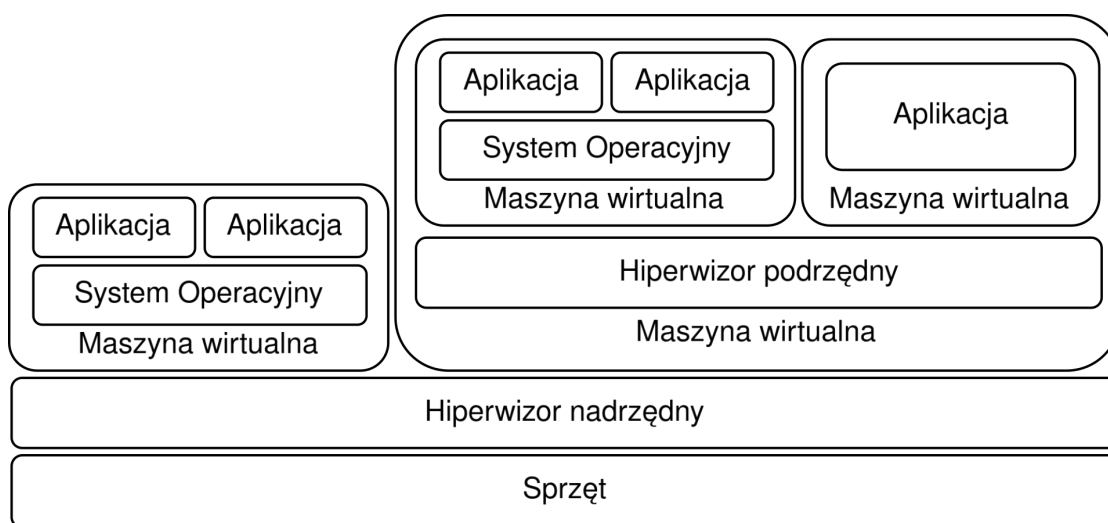 Aplikacja Aplikacja
System Operacyjny
Maszyna wirtualna
Aplikacja
Maszyna wirtualna
Hiperwizor podrzędny
Maszyna wirtualna
Aplikacja Aplikacja
System Operacyjny
Maszyna wirtualna
Hiperwizor nadrzędny
Sprzęt